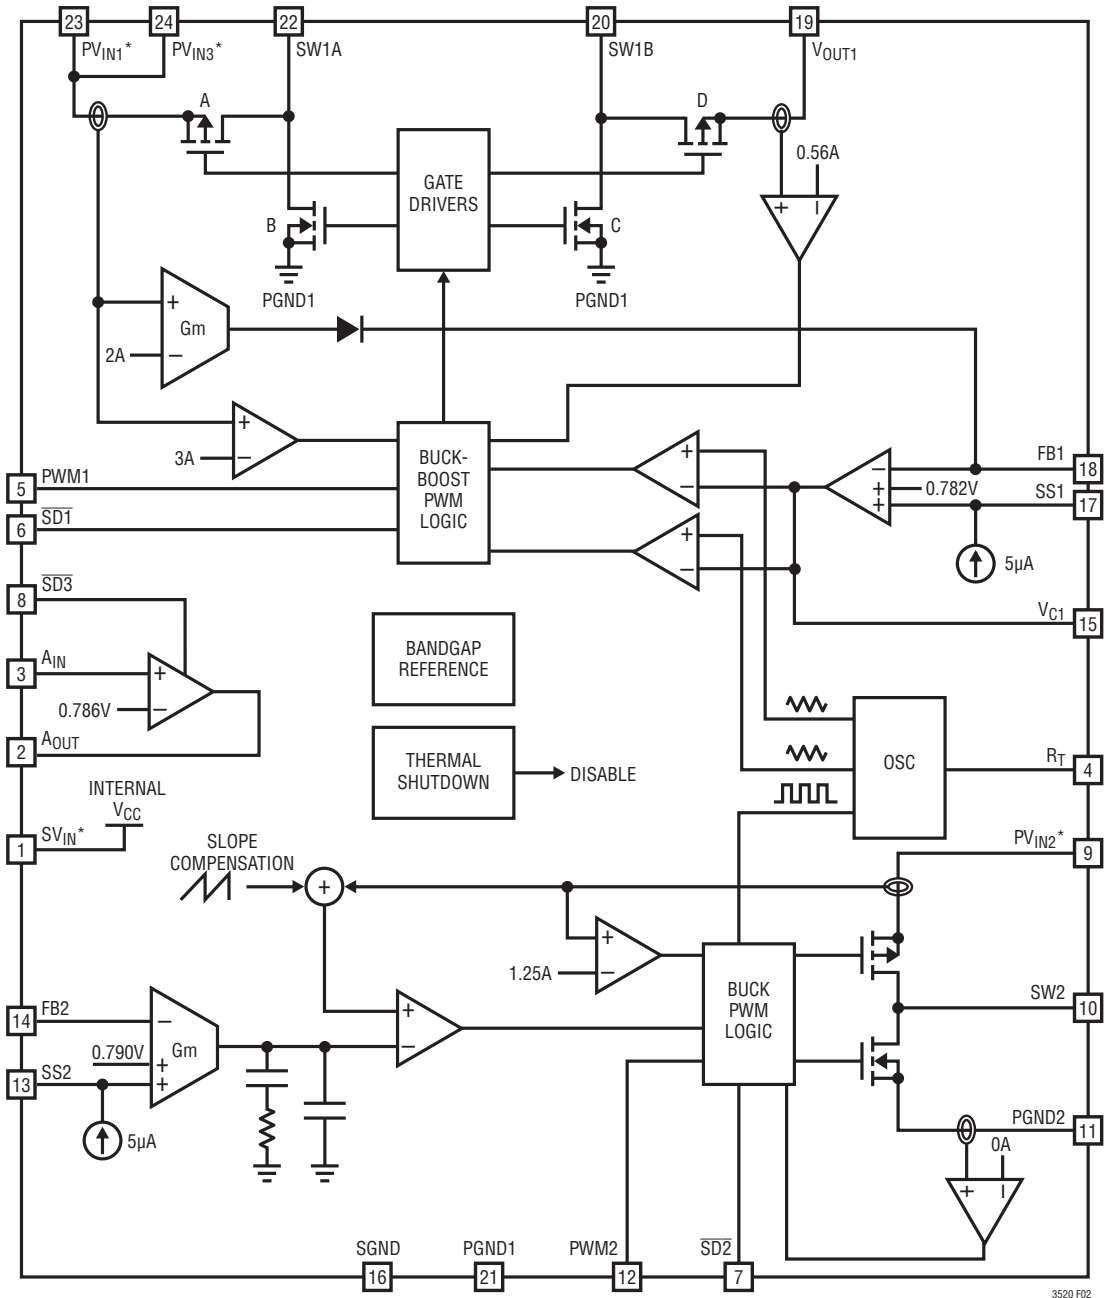 23
24
22
20
19
PVIN1*
PVIN3*
SW1A
SW1B
VOUT1
A
D
0.56A
GATE
DRIVERS
+
–
B
C
PGND1
PGND1
+
Gm
2A
–
+
3A
–
BUCK-
BOOST
PWM
LOGIC
+
–
–
+
0.782V
+
FB1
18
SS1
17
5
PWM1
6
SD1
+
–
5µA
8
SD3
VC1
15
BANDGAP
REFERENCE
3
AIN
+
0.786V
–
2
AOUT
THERMAL
SHUTDOWN
DISABLE
OSC
RT
4
INTERNAL
VCC
1
SVIN*
SLOPE
COMPENSATION
+
PVIN2*
9
+
1.25A
–
BUCK
PWM
LOGIC
SW2
10
14
FB2
–
Gm
0.790V
+
13
SS2
+
+
–
5µA
PGND2
11
0A
+
–
SGND
PGND1
PWM2
SD2
16
21
12
7
3520 F02